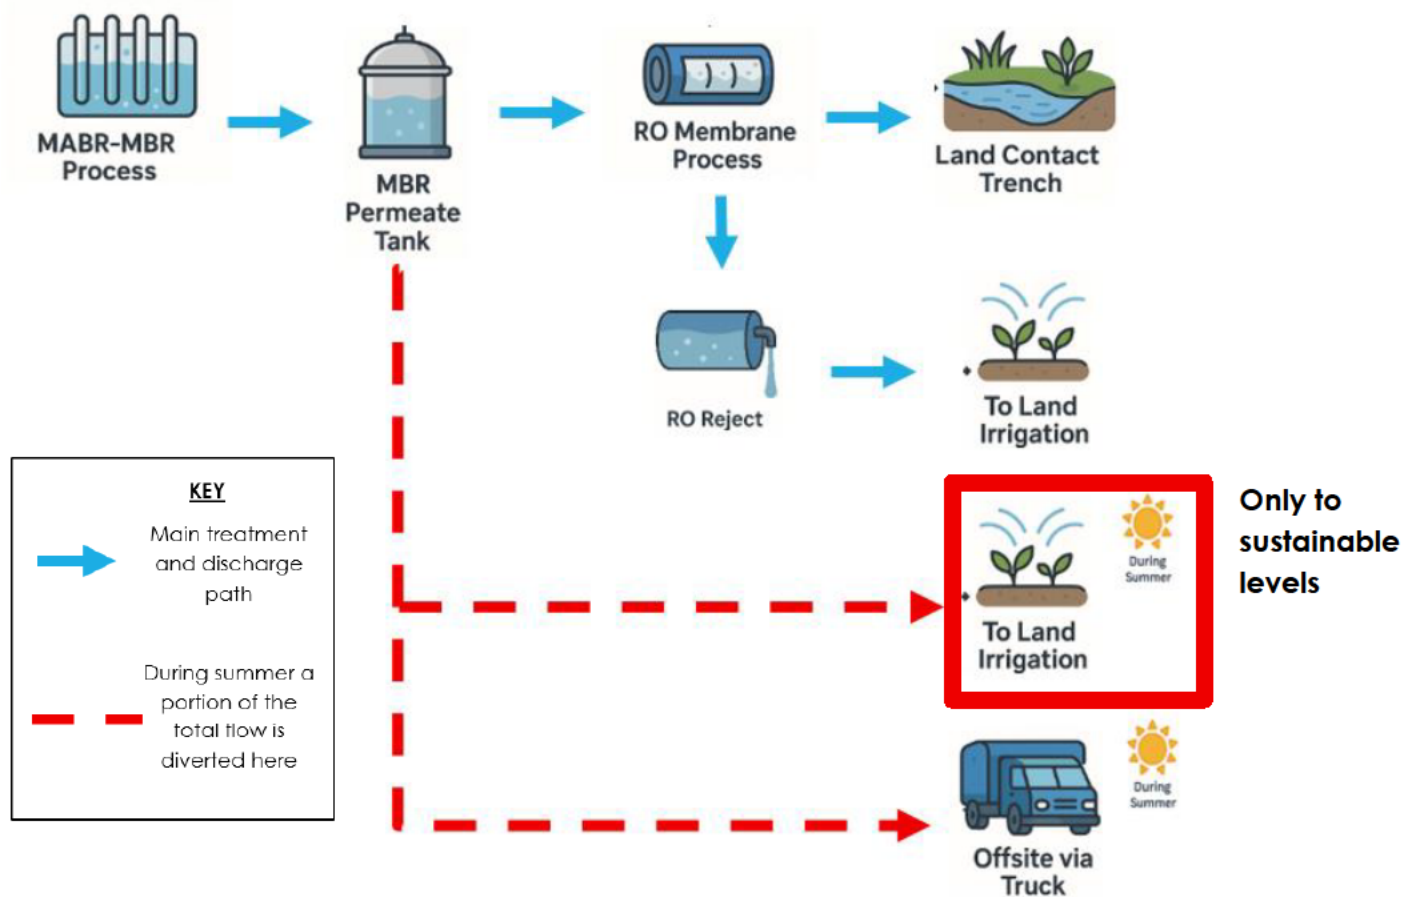 MABR-MBR
Process
MBR
Permeate
Tank
RO Membrane
Process
Land Contact
Trench
RO Reject
To Land
Irrigation
KEY
Main treatment
and discharge
path
During summer a
portion of the
total flow is
diverted here
To Land
Irrigation
During
Summer
Only to
sustainable
levels
Offsite via
Truck
During
Summer